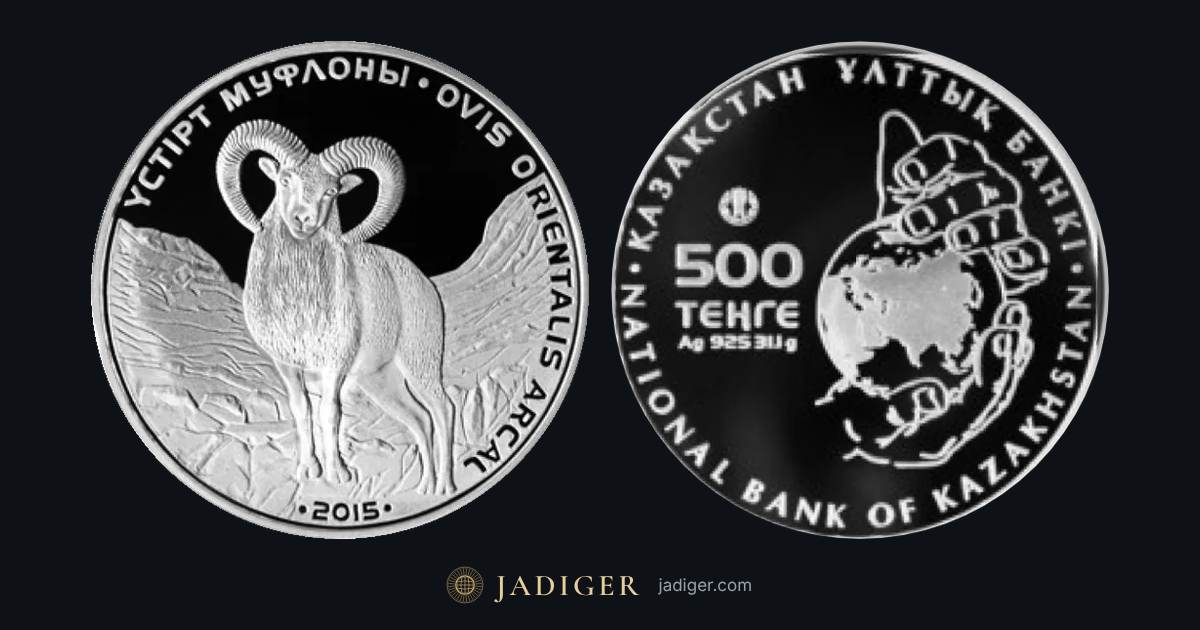 ҮСТІРТ МУФЛОНЫ • OVIS ORIENTALIS ARCAL
• 2015 •
ҚАЗАҚСТАН ҰЛТТЫҚ БАНКІ
• NATIONAL BANK OF KAZAKHSTAN •
500
ТЕҢГЕ
Ag 925 31,1 g
JADIGER jadiger.com